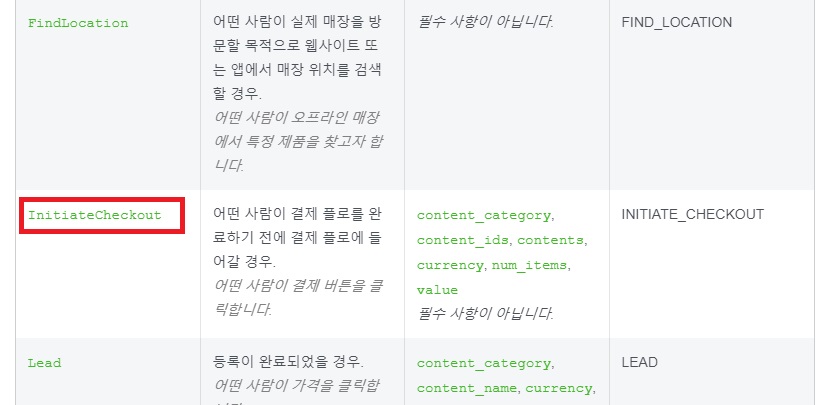 FindLocation
어떤 사람이 실제 매장을 방
문할 목적으로 웹사이트 또
는 앱에서 매장 위치를 검색
할 경우.
어떤 사람이 오프라인 매장
에서 특정 제품을 찾고자 합
니다.
필수 사항이 아닙니다.
FIND_LOCATION
InitiateCheckout
어떤 사람이 결제 플로를 완
료하기 전에 결제 플로에 들
어갈 경우.
어떤 사람이 결제 버튼을 클
릭합니다.
content_category,
content_ids, contents,
currency, num_items,
value
필수 사항이 아닙니다.
INITIATE_CHECKOUT
Lead
등록이 완료되었을 경우.
어떤 사람이 가격을 클릭합
content_category,
content_name, currency,
LEAD